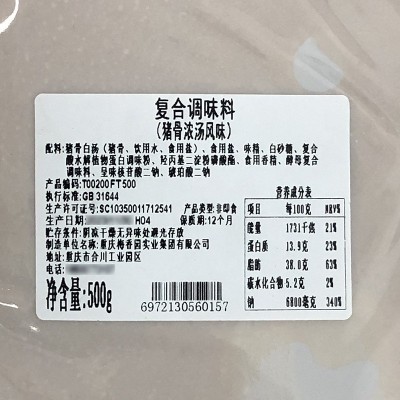 复合调味料
(猪骨浓汤风味)
配料:猪骨白汤(猪骨、饮用水、食用盐)、食用盐、味精、白砂糖、复合
酸水解植物蛋白调味粉、羟丙基二淀粉磷酸酯、食用香精、酵母复合
调味料、呈味核苷酸二钠、琥珀酸二钠
产品编号:T00200FT500
执行标准:GB 31644
生产许可证号:SC10350011712541 产品类型:非即食
生产日期 H04 保质期:12个月
贮存方法:阴凉干燥无异味处避光存放
制造单位名称:重庆梅香园实业集团有限公司
地址:重庆市合川工业园区
电话:
净含量:500g
6972130560157
营养成分表
项目 每100克 NRV%
能量 1731千焦 21%
蛋白质 13.9克 23%
脂肪 38.0克 63%
碳水化合物 5.2克 2%
钠 6800毫克 340%